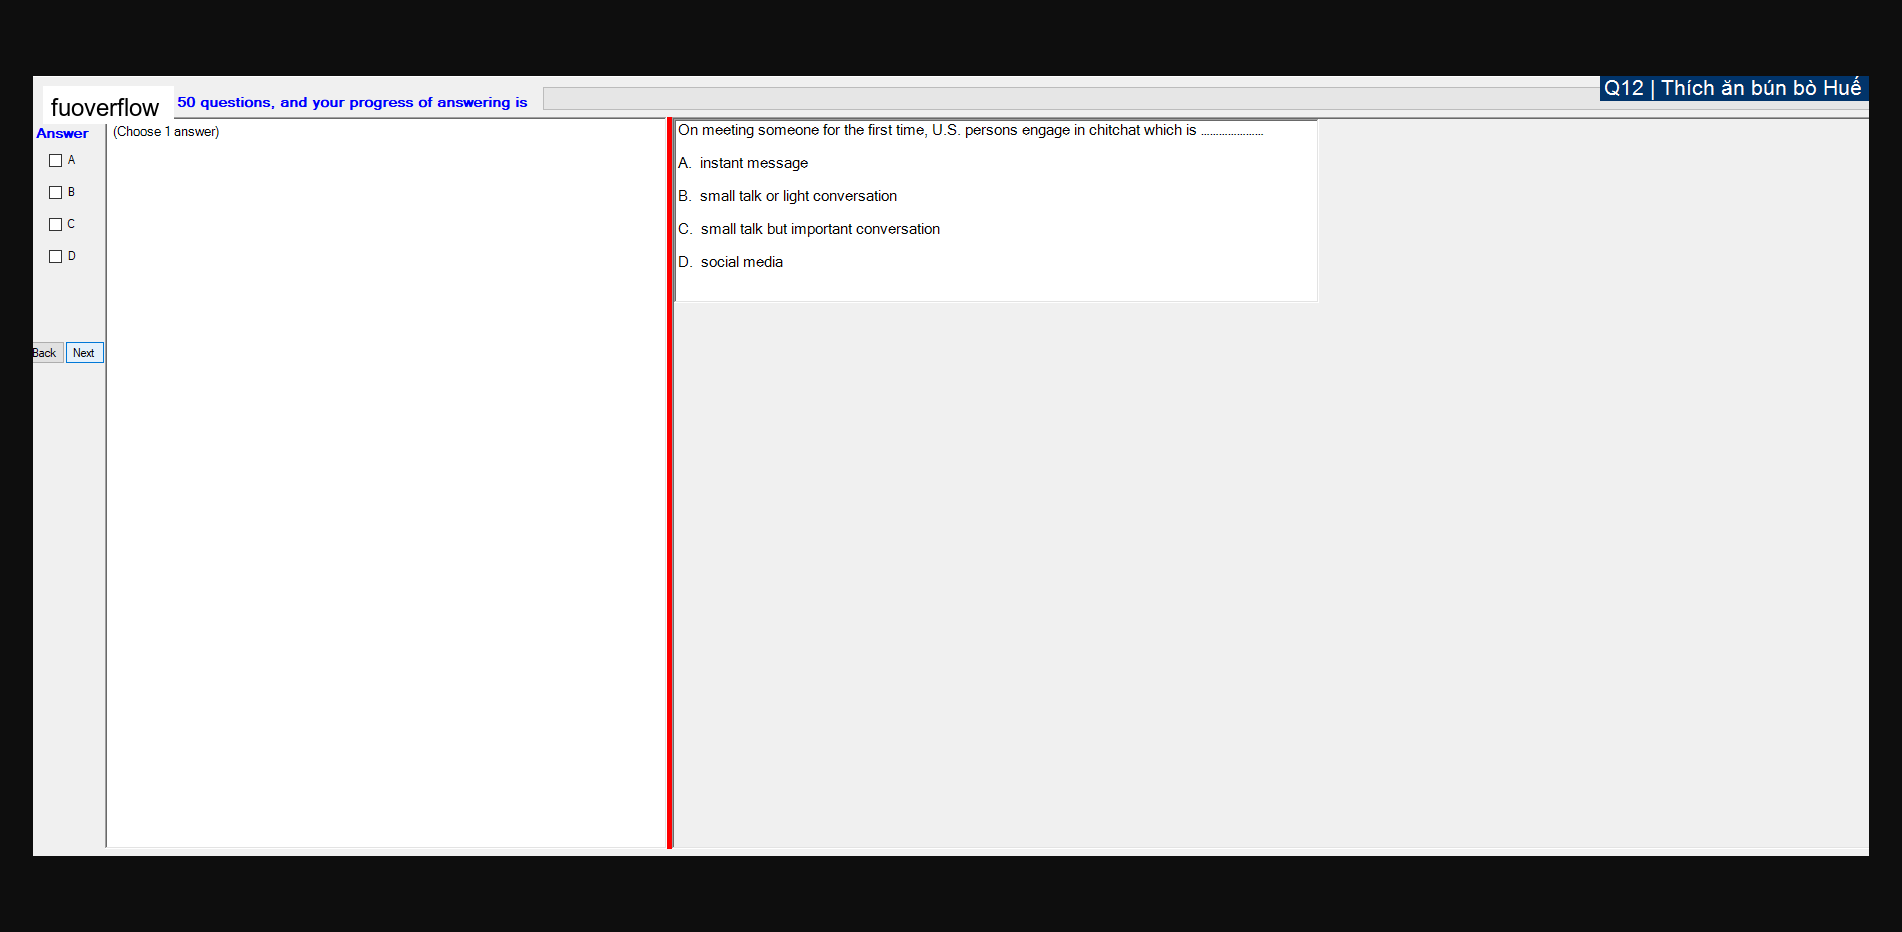 Q12 | Thích ăn bún bò Huế
fuoverflow 50 questions, and your progress of answering is
Answer
(Choose 1 answer)
A
B
C
D
Back Next
On meeting someone for the first time, U.S. persons engage in chitchat which is .....................
A. instant message
B. small talk or light conversation
C. small talk but important conversation
D. social media